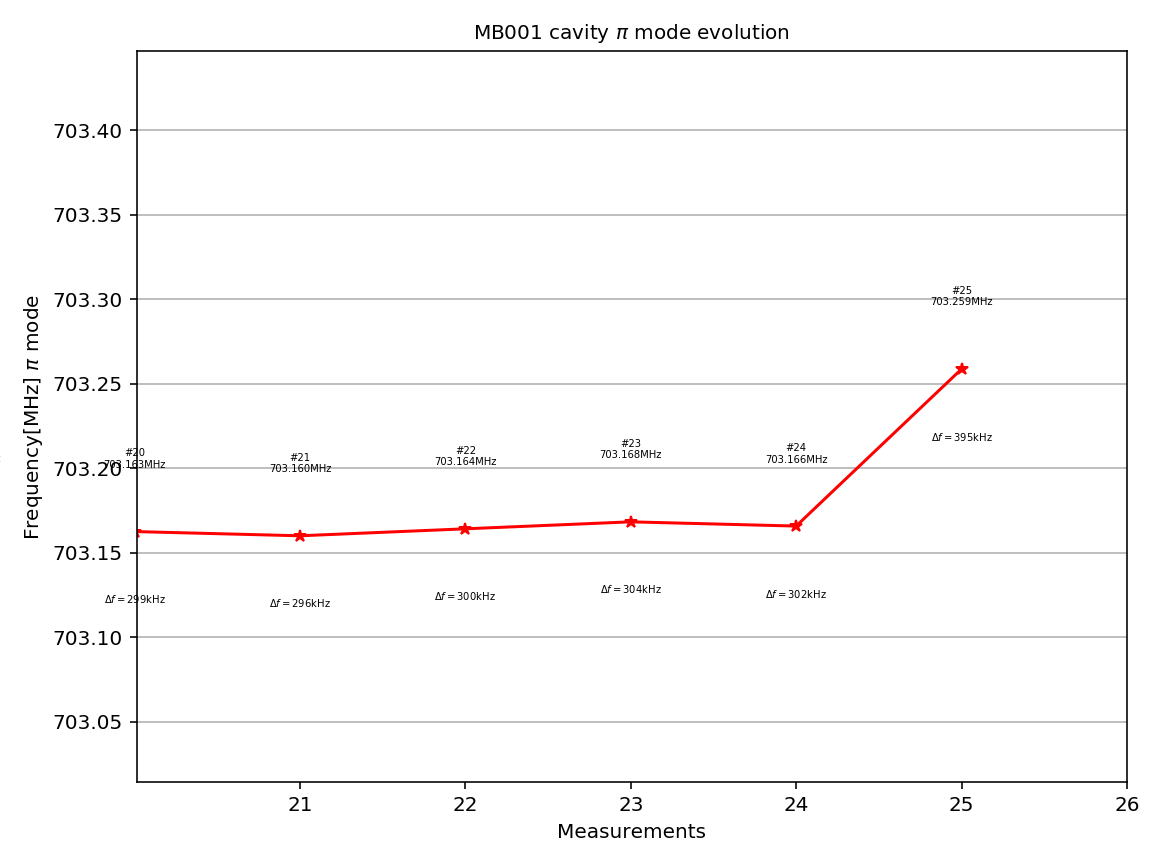 MB001 cavity π mode evolution
703.40
703.35
703.30
703.25
703.20
703.15
703.10
703.05
Frequency[MHz] π mode
#20
703.163MHz
#21
703.160MHz
#22
703.164MHz
#23
703.168MHz
#24
703.166MHz
#25
703.259MHz
Δf = 299kHz
Δf = 296kHz
Δf = 300kHz
Δf = 304kHz
Δf = 302kHz
Δf = 395kHz
21
22
23
24
25
26
Measurements